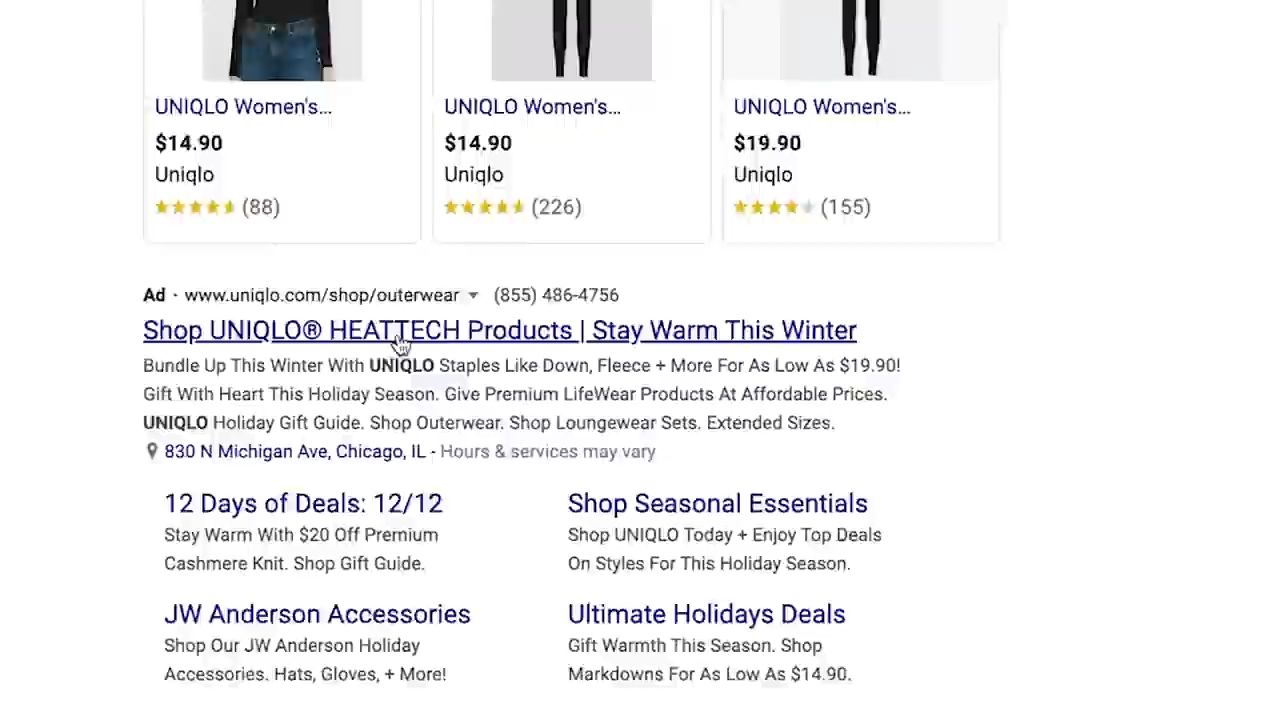 UNIQLO Women's... UNIQLO Women's... UNIQLO Women's...
$14.90 $14.90 $19.90
Uniqlo Uniqlo Uniqlo
(88) (226) (155)
Ad · www.uniqlo.com/shop/outerwear (855) 486-4756
Shop UNIQLO® HEATTECH Products | Stay Warm This Winter
Bundle Up This Winter With UNIQLO Staples Like Down, Fleece + More For As Low As $19.90!
Gift With Heart This Holiday Season. Give Premium LifeWear Products At Affordable Prices.
UNIQLO Holiday Gift Guide. Shop Outerwear. Shop Loungewear Sets. Extended Sizes.
830 N Michigan Ave, Chicago, IL - Hours & services may vary
12 Days of Deals: 12/12
Stay Warm With $20 Off Premium
Cashmere Knit. Shop Gift Guide.
Shop Seasonal Essentials
Shop UNIQLO Today + Enjoy Top Deals
On Styles For This Holiday Season.
JW Anderson Accessories
Shop Our JW Anderson Holiday
Accessories. Hats, Gloves, + More!
Ultimate Holidays Deals
Gift Warmth This Season. Shop
Markdowns For As Low As $14.90.